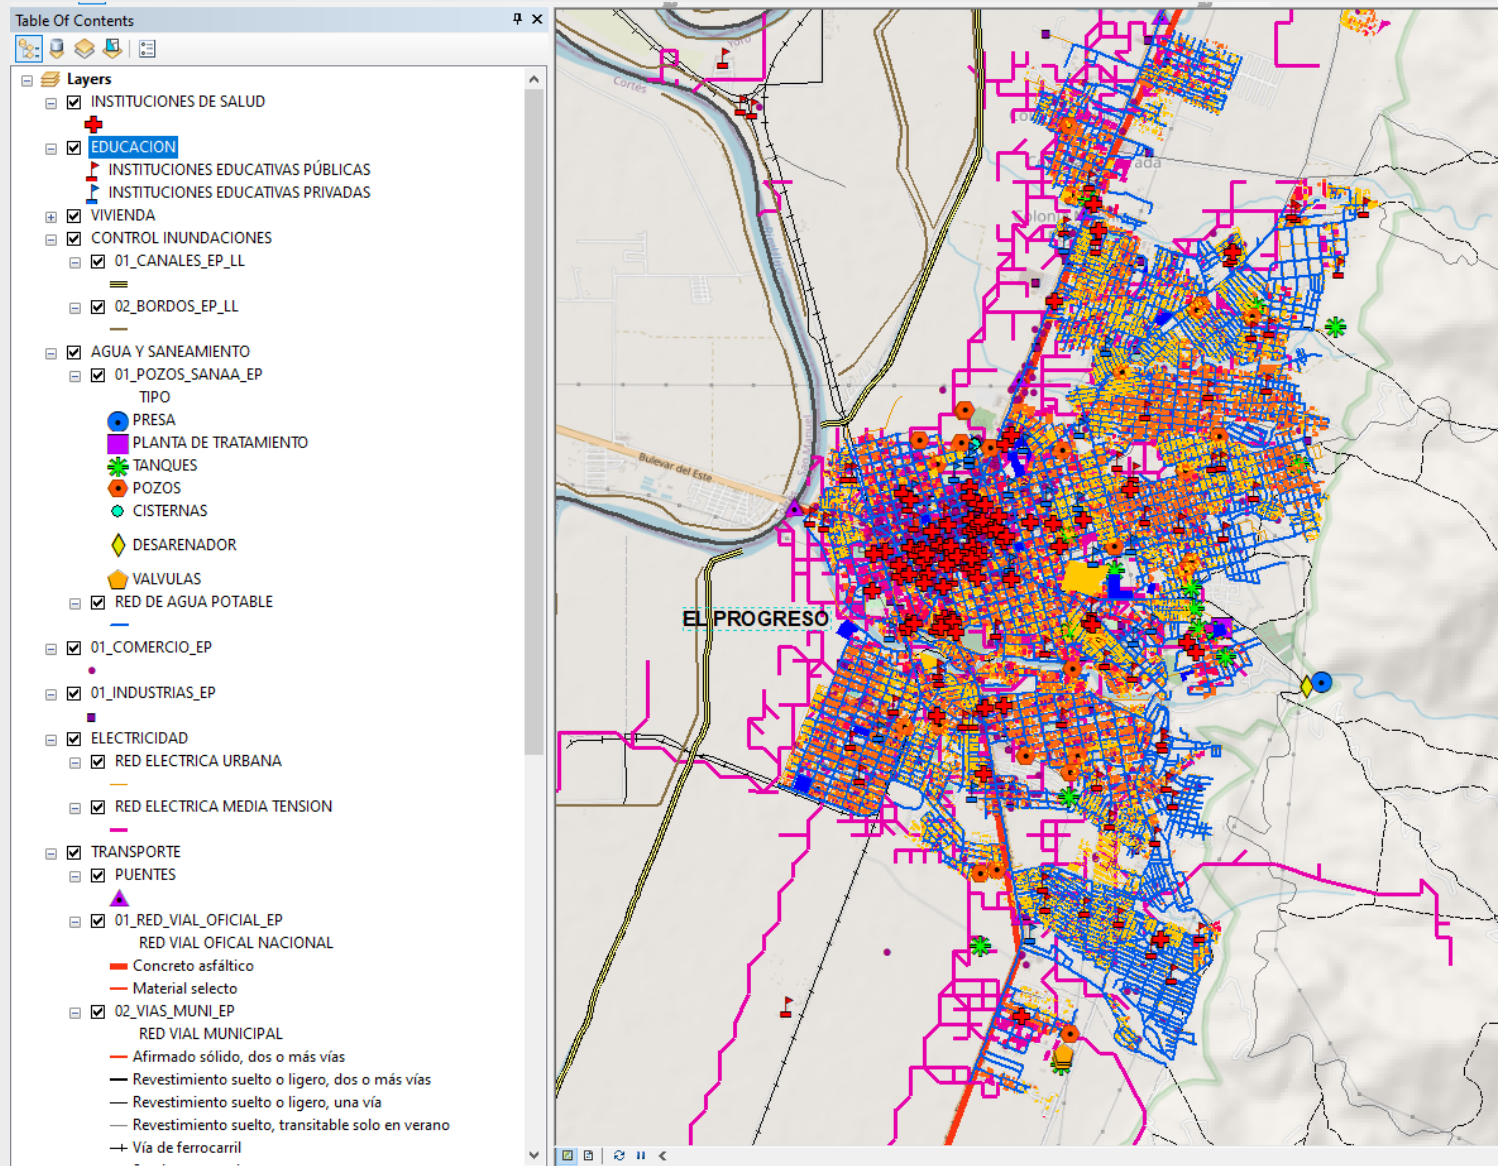 Table Of Contents
Layers
INSTITUCIONES DE SALUD
EDUCACION
INSTITUCIONES EDUCATIVAS PÚBLICAS
INSTITUCIONES EDUCATIVAS PRIVADAS
VIVIENDA
CONTROL INUNDACIONES
01_CANALES_EP_LL
02_BORDOS_EP_LL
AGUA Y SANEAMIENTO
01_POZOS_SANAA_EP
TIPO
PRESA
PLANTA DE TRATAMIENTO
TANQUES
POZOS
CISTERNAS
DESARENADOR
VALVULAS
RED DE AGUA POTABLE
01_COMERCIO_EP
01_INDUSTRIAS_EP
ELECTRICIDAD
RED ELECTRICA URBANA
RED ELECTRICA MEDIA TENSION
TRANSPORTE
PUENTES
01_RED_VIAL_OFICIAL_EP
RED VIAL OFICAL NACIONAL
Concreto asfáltico
Material selecto
02_VIAS_MUNI_EP
RED VIAL MUNICIPAL
Afirmado sólido, dos o más vías
Revestimiento suelto o ligero, dos o más vías
Revestimiento suelto o ligero, una vía
Revestimiento suelto, transitable solo en verano
Vía de ferrocarril
Yoro
Cortés
Bulevar del Este
EL PROGRESO